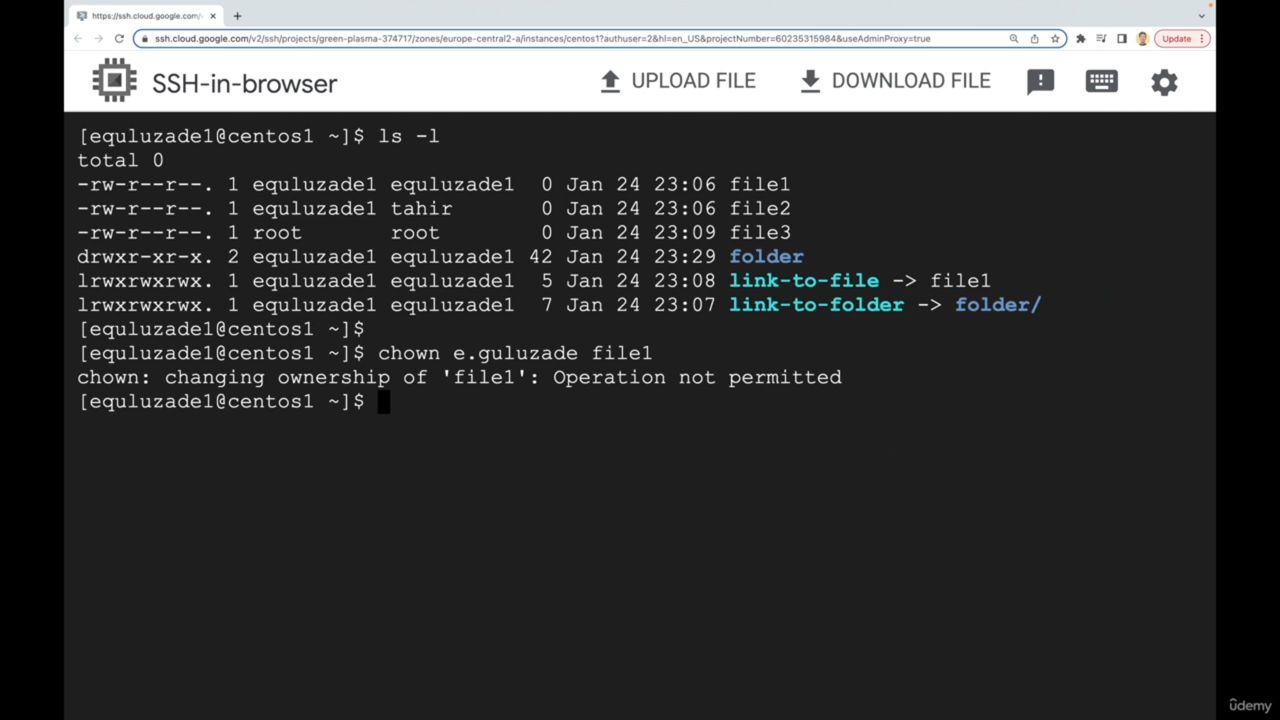 https://ssh.cloud.google.com/v
ssh.cloud.google.com/v2/ssh/projects/green-plasma-374717/zones/europe-central2-a/instances/centos1?authuser=2&hl=en_US&projectNumber=60235315984&useAdminProxy=true
Update
SSH-in-browser
UPLOAD FILE
DOWNLOAD FILE
[equluzade1@centos1 ~]$ ls -l
total 0
-rw-r--r--. 1 equluzade1 equluzade1  0 Jan 24 23:06 file1
-rw-r--r--. 1 equluzade1 tahir       0 Jan 24 23:06 file2
-rw-r--r--. 1 root       root        0 Jan 24 23:09 file3
drwxr-xr-x. 2 equluzade1 equluzade1 42 Jan 24 23:29 folder
lrwxrwxrwx. 1 equluzade1 equluzade1  5 Jan 24 23:08 link-to-file -> file1
lrwxrwxrwx. 1 equluzade1 equluzade1  7 Jan 24 23:07 link-to-folder -> folder/
[equluzade1@centos1 ~]$
[equluzade1@centos1 ~]$ chown e.guluzade file1
chown: changing ownership of 'file1': Operation not permitted
[equluzade1@centos1 ~]$
ûdemy